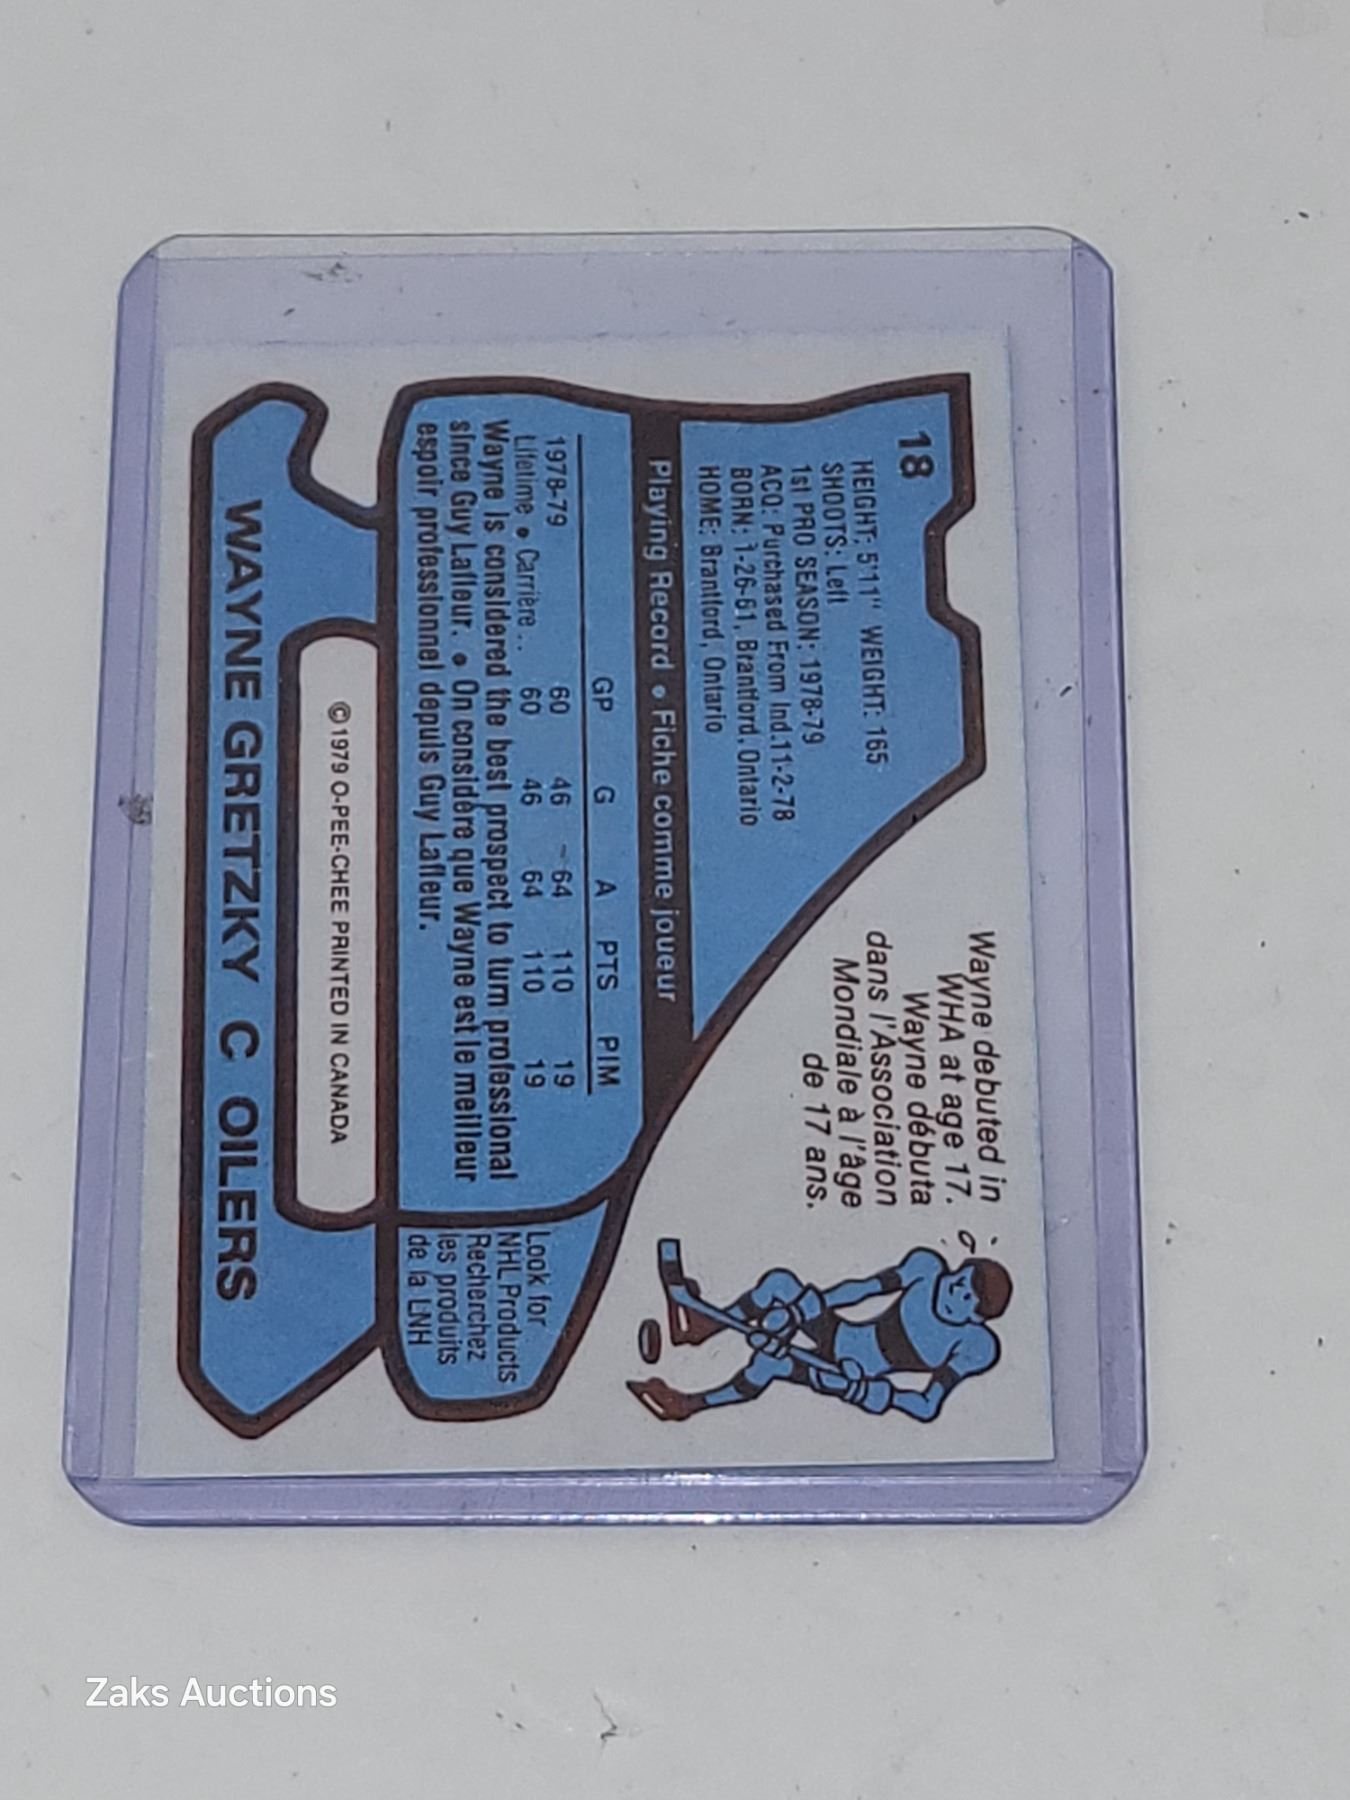 18
HEIGHT: 5'11" WEIGHT: 165
SHOOTS: Left
1st PRO SEASON: 1978-79
ACQ: Purchased From Ind.11-2-78
BORN: 1-26-61, Brantford, Ontario
HOME: Brantford, Ontario
Wayne debuted in
WHA at age 17.
Wayne débuta
dans l'Association
Mondiale à l'âge
de 17 ans.
Playing Record • Fiche comme joueur
GP G A PTS PIM
1978-79 60 46 64 110 19
Lifetime • Carrière .. 60 46 64 110 19
Wayne is considered the best prospect to turn professional
since Guy Lafleur. • On considère que Wayne est le meilleur
espoir professionnel depuis Guy Lafleur.
Look for
NHL Products
Recherchez
les produits
de la LNH
©1979 O-PEE-CHEE PRINTED IN CANADA
WAYNE GRETZKY C OILERS
Zaks Auctions